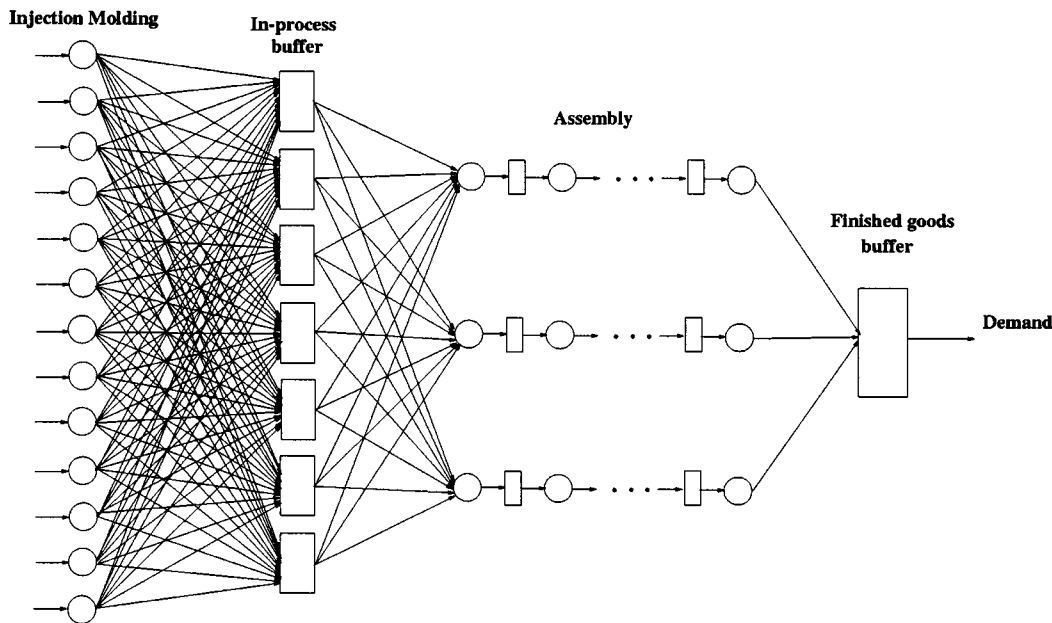 Injection Molding
In-process
buffer
Assembly
Finished goods
buffer
Demand